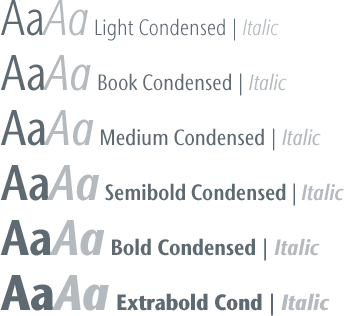 AaAa Light Condensed | Italic
AaAa Book Condensed | Italic
AaAa Medium Condensed | Italic
AaAa Semibold Condensed | Italic
AaAa Bold Condensed | Italic
AaAa Extrabold Cond | Italic